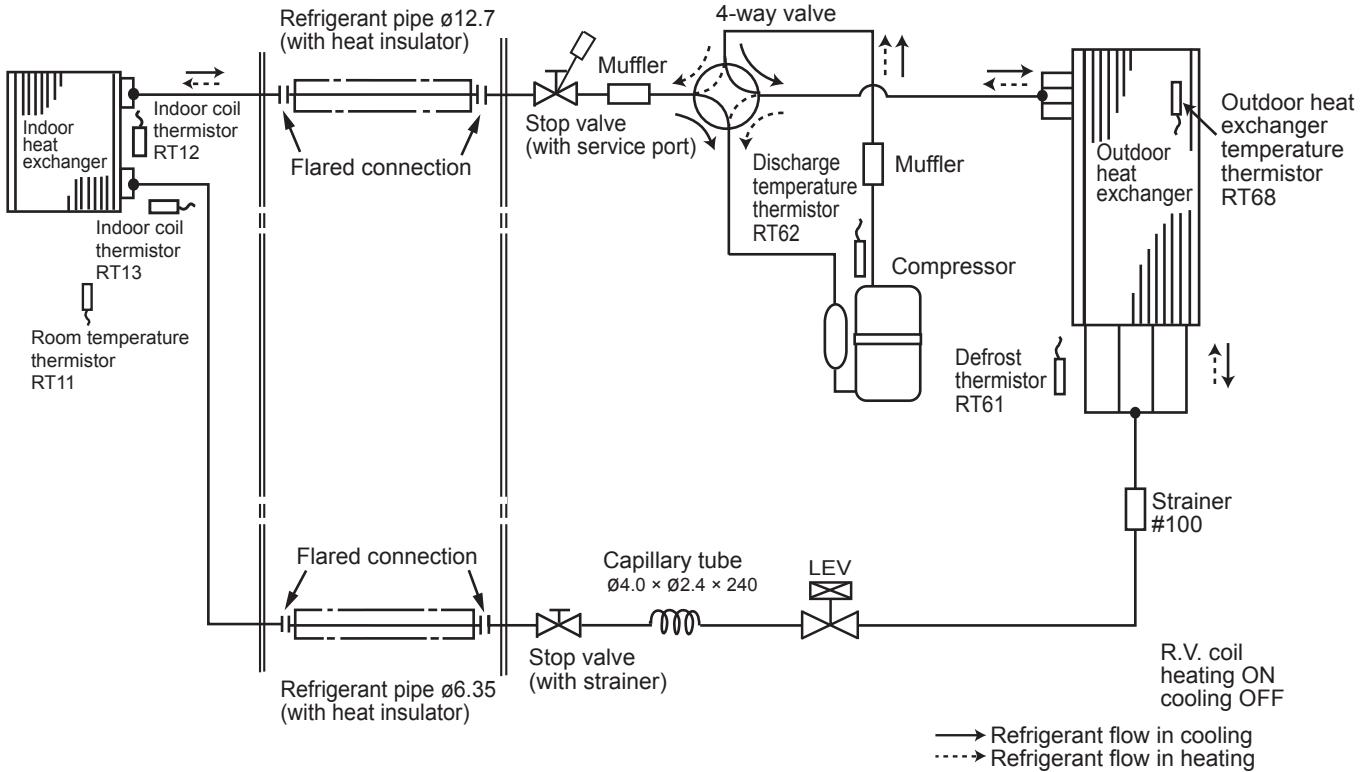 Refrigerant pipe ø12.7
(with heat insulator)
4-way valve
Muffler
Indoor
heat
exchanger
Indoor coil
thermistor
RT12
Flared connection
Stop valve
(with service port)
Discharge
temperature
thermistor
RT62
Muffler
Outdoor
heat
exchanger
Outdoor heat
exchanger
temperature
thermistor
RT68
Indoor coil
thermistor
RT13
Compressor
Room temperature
thermistor
RT11
Defrost
thermistor
RT61
Strainer
#100
Flared connection
Capillary tube
ø4.0 × ø2.4 × 240
LEV
Stop valve
(with strainer)
Refrigerant pipe ø6.35
(with heat insulator)
R.V. coil
heating ON
cooling OFF
Refrigerant flow in cooling
Refrigerant flow in heating